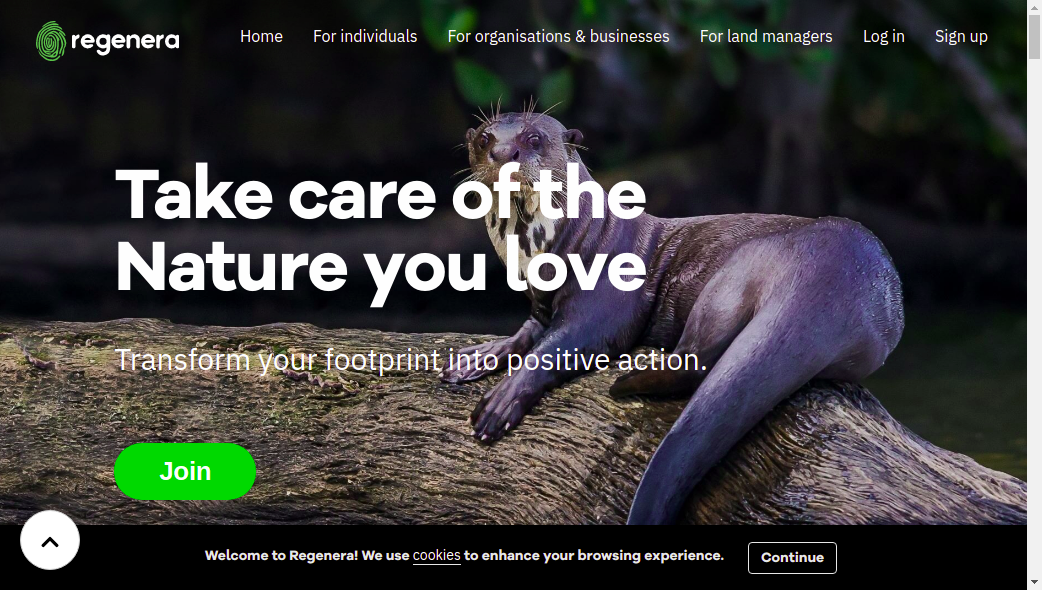 regenera
Home For individuals For organisations & businesses For land managers Log in Sign up
Take care of the
Nature you love
Transform your footprint into positive action.
Join
Welcome to Regenera! We use cookies to enhance your browsing experience. Continue